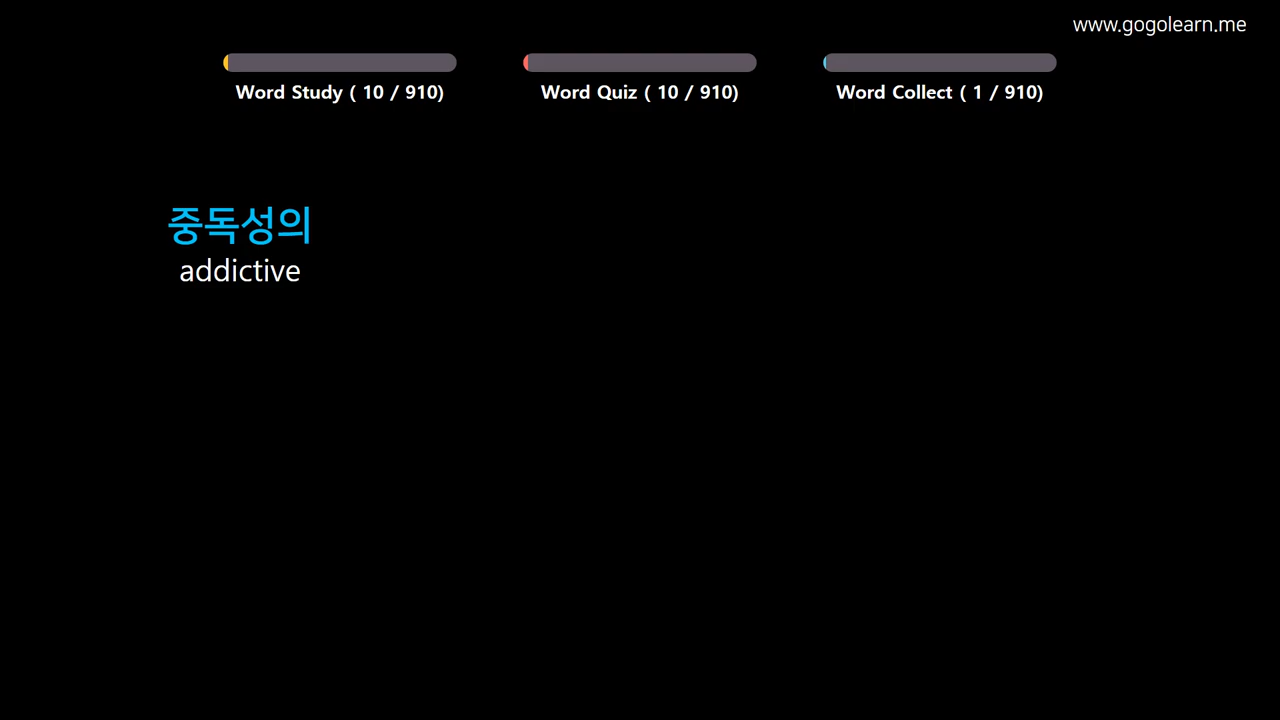 www.gogolearn.me
Word Study ( 10 / 910)
Word Quiz ( 10 / 910)
Word Collect ( 1 / 910)
중독성의
addictive